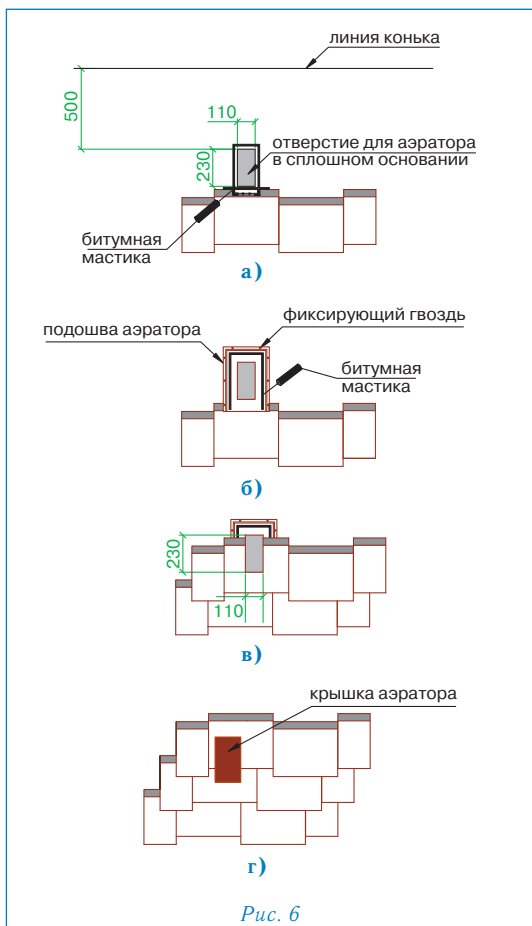 линия конька
500
110
230
отверстие для аэратора
в сплошном основании
битумная
мастика
а)
подошва аэратора
фиксирующий гвоздь
битумная
мастика
б)
230
110
в)
крышка аэратора
г)
Рис. 6